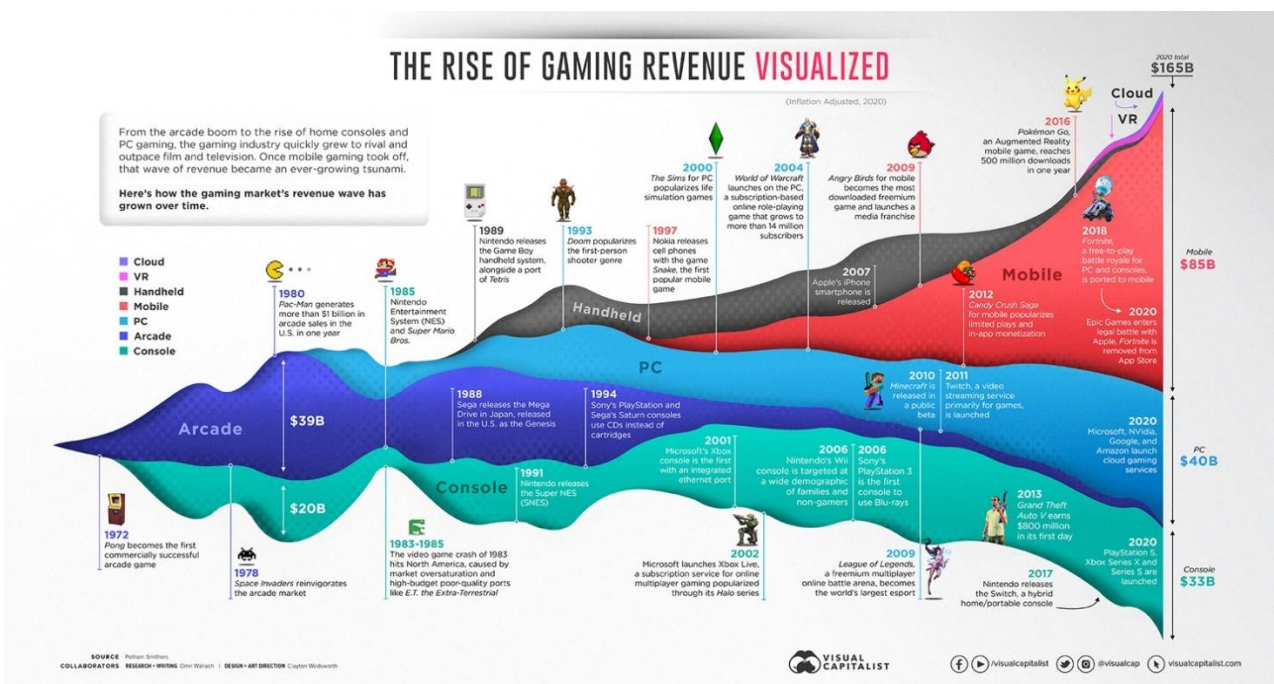 THE RISE OF GAMING REVENUE VISUALIZED
(Inflation Adjusted, 2020)
From the arcade boom to the rise of home consoles and
PC gaming, the gaming industry quickly grew to rival and
outpace film and television. Once mobile gaming took off,
that wave of revenue became an ever-growing tsunami.
Here's how the gaming market's revenue wave has
grown over time.
Cloud
VR
Handheld
Mobile
PC
Arcade
Console
1980
Pac-Man generates
more than $1 billion in
arcade sales in the
U.S. in one year
1985
Nintendo
Entertainment
System (NES) and
Super Mario
Bros.
1989
Nintendo releases
the Game Boy
handheld system,
alongside a port
of Tetris
1993
Doom popularizes
the first-person
shooter genre
1997
Nokia releases
cell phones
with the game
Snake, the first
popular mobile
game
2000
The Sims for PC
popularizes life
simulation games
2004
World of Warcraft
launches on the PC,
a subscription-based
online role-playing
game that grows to
more than 14 million
subscribers
2009
Angry Birds for mobile
becomes the most
downloaded freemium
game and launches a
media franchise
2016
Pokémon Go,
an Augmented Reality
mobile game, reaches
500 million downloads
in one year
2020 total
$165B
Cloud
VR
2007
Apple's iPhone
smartphone is
released
Handheld
Mobile
2012
Candy Crush Saga
for mobile popularizes
limited plays and
in-app monetization
2018
Fortnite,
a free-to-play
battle royale for
PC and consoles,
is ported to mobile
2020
Epic Games enters
legal battle with
Apple, Fortnite is
removed from
App Store
Mobile
$85B
PC
2010
Minecraft is
released in
a public
beta
2011
Twitch, a video
streaming service
primarily for games,
is launched
2020
Microsoft, NVidia,
Google, and
Amazon launch
cloud gaming
services
PC
$40B
Arcade
$39B
1988
Sega releases the Mega
Drive in Japan, released
in the U.S. as the Genesis
1994
Sony's PlayStation and
Sega's Saturn consoles
use CDs instead of
cartridges
Console
$20B
1991
Nintendo releases
the Super NES
(SNES)
2001
Microsoft's Xbox
console is the first
with an integrated
ethernet port
2006
Nintendo's Wii
console is targeted at
a wide demographic
of families and
non-gamers
2006
Sony's
PlayStation 3
is the first
console to
use Blu-rays
2013
Grand Theft
Auto V earns
$800 million
in its first day
2020
PlayStation 5,
Xbox Series X and
Series S are
launched
Console
$33B
1972
Pong becomes the first
commercially successful
arcade game
1978
Space Invaders reinvigorates
the arcade market
1983-1985
The video game crash of 1983
hits North America, caused by
market oversaturation and
high-budget poor-quality ports
like E.T. the Extra-Terrestrial
2002
Microsoft launches Xbox Live,
a subscription service for online
multiplayer gaming popularized
through its Halo series
2009
League of Legends,
a freemium multiplayer
online battle arena, becomes
the world's largest esport
2017
Nintendo releases
the Switch, a hybrid
home/portable console
SOURCE Pelham Smithers
COLLABORATORS RESEARCH + WRITING Omri Wallach | DESIGN + ART DIRECTION Clayton Wadsworth
VISUAL
CAPITALIST
/visualcapitalist
@visualcap
visualcapitalist.com